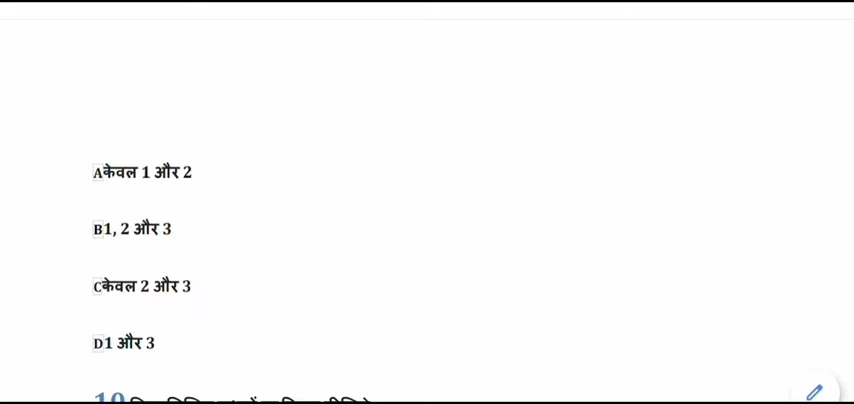 Aकेवल 1 और 2
B1, 2 और 3
Cकेवल 2 और 3
D1 और 3